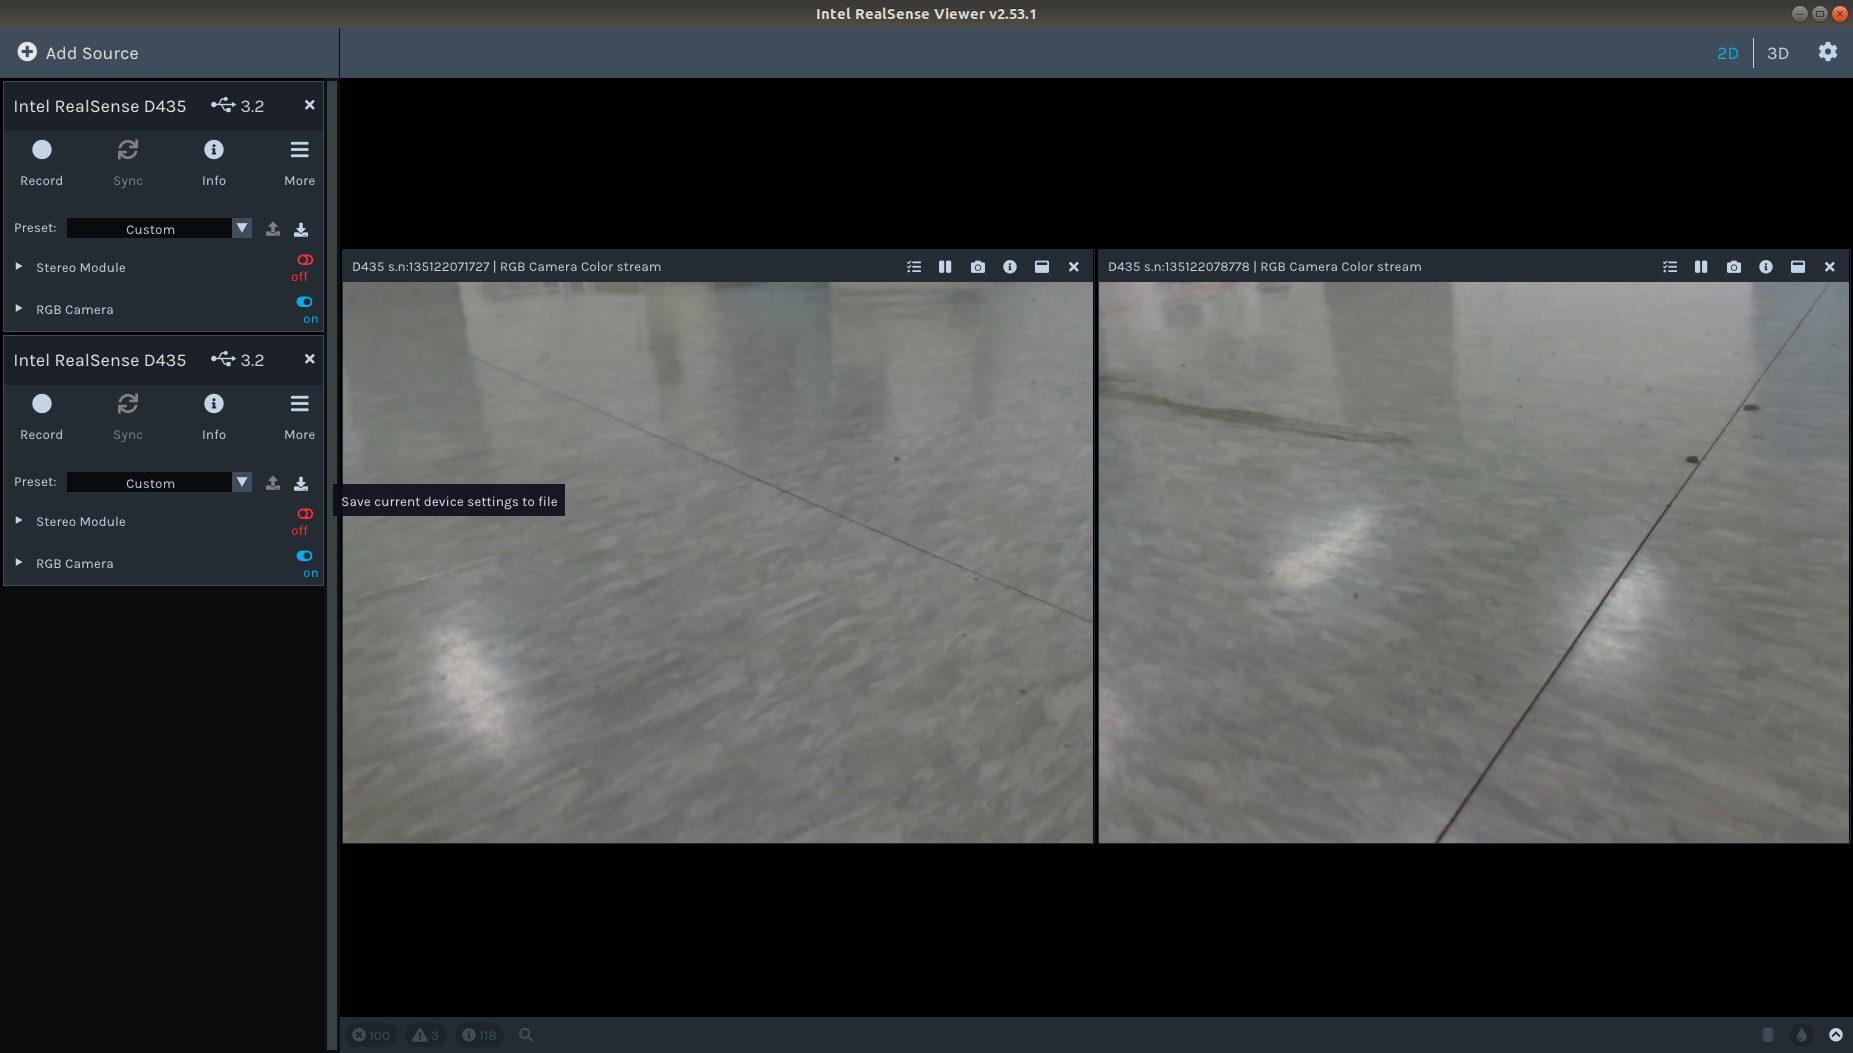 Intel RealSense Viewer v2.53.1
Add Source
2D
3D
Intel RealSense D435
3.2
Record
Sync
Info
More
Preset:
Custom
Stereo Module
off
RGB Camera
on
Intel RealSense D435
3.2
Record
Sync
Info
More
Preset:
Custom
Stereo Module
off
RGB Camera
on
Save current device settings to file
D435 s.n:135122071727 | RGB Camera Color stream
D435 s.n:135122078778 | RGB Camera Color stream
100
3
118